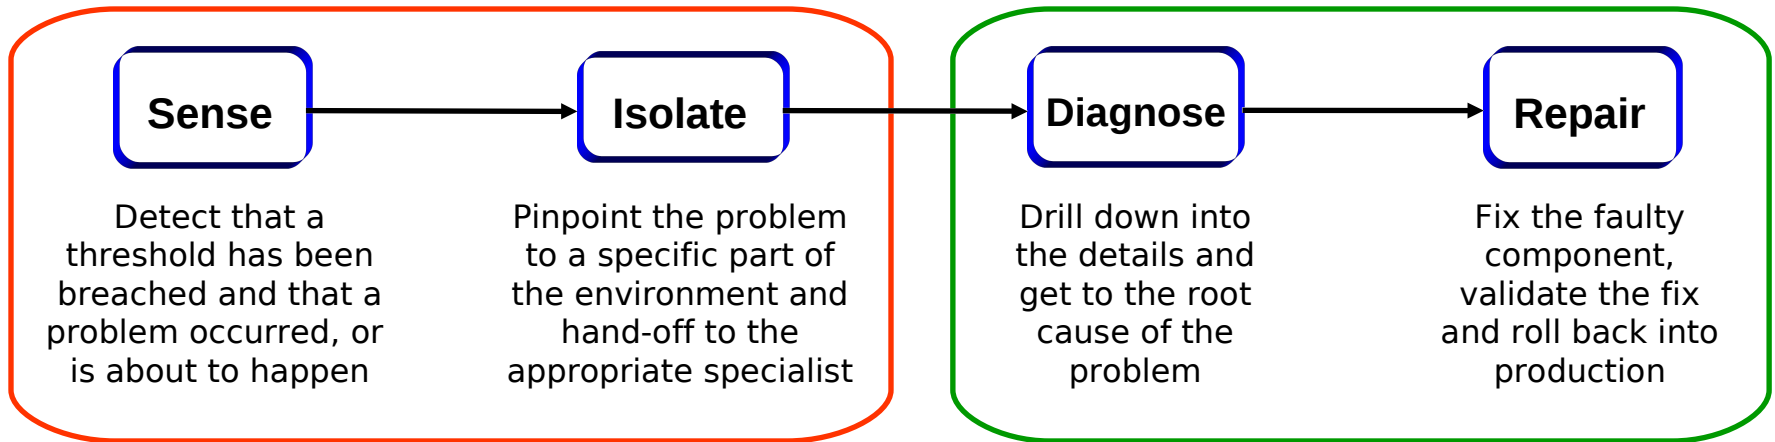 Sense
Isolate
Diagnose
Repair
Detect that a
threshold has been
breached and that a
problem occurred, or
is about to happen
Pinpoint the problem
to a specific part of
the environment and
hand-off to the
appropriate specialist
Drill down into
the details and
get to the root
cause of the
problem
Fix the faulty
component,
validate the fix
and roll back into
production